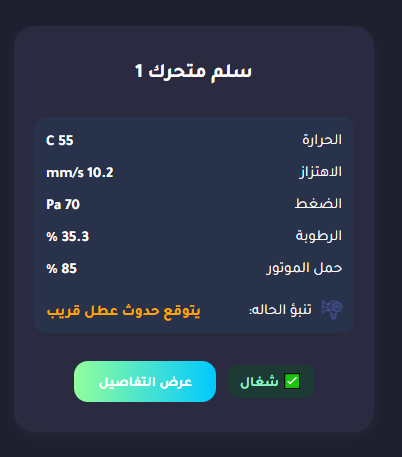 سلم متحرك 1
الحرارة 55 C
الاهتزاز 10.2 mm/s
الضغط 70 Pa
الرطوبة 35.3 %
حمل الموتور 85 %
تنبؤ الحاله: يتوقع حدوث عطل قريب
✅ شغال
عرض التفاصيل